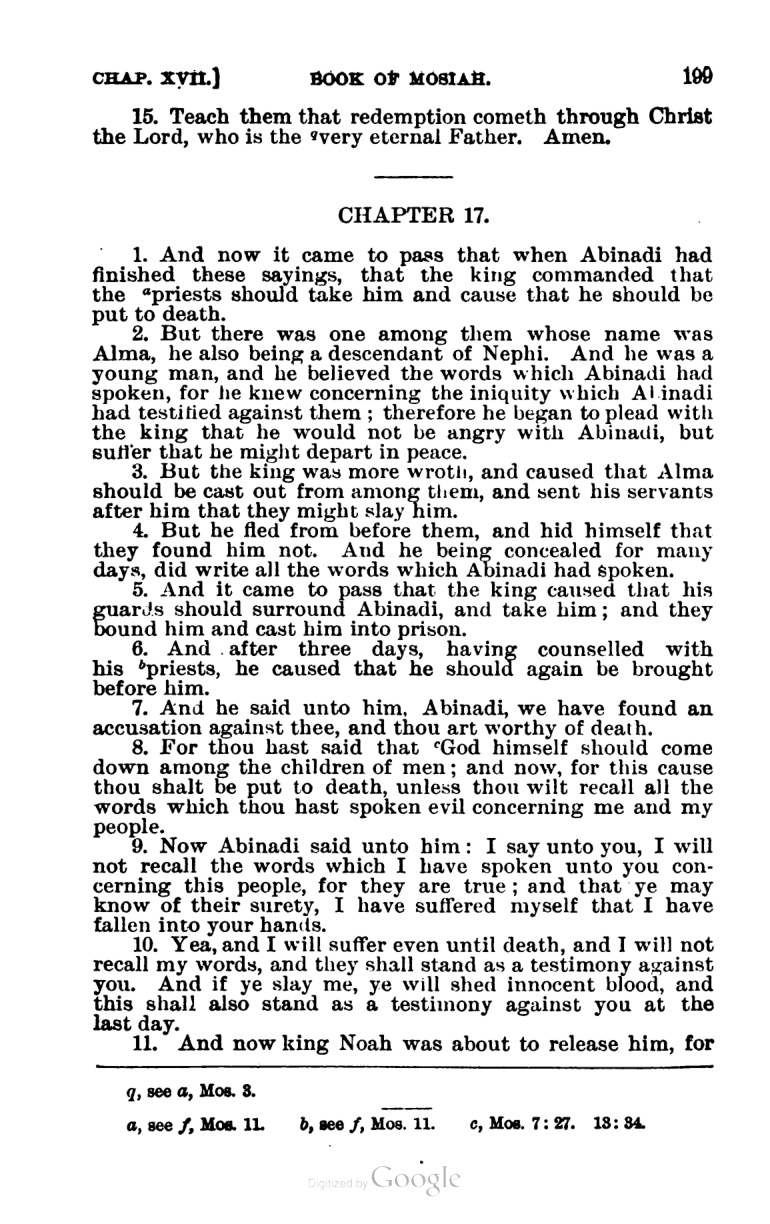 CHAP. XVII.] BOOK OF MOSIAH. 199
15. Teach them that redemption cometh through Christ
the Lord, who is the qvery eternal Father. Amen.
CHAPTER 17.
1. And now it came to pass that when Abinadi had
finished these sayings, that the king commanded that
the apriests should take him and cause that he should be
put to death.
2. But there was one among them whose name was
Alma, he also being a descendant of Nephi. And he was a
young man, and he believed the words which Abinadi had
spoken, for he knew concerning the iniquity which Abinadi
had testified against them ; therefore he began to plead with
the king that he would not be angry with Abinadi, but
suffer that he might depart in peace.
3. But the king was more wroth, and caused that Alma
should be cast out from among them, and sent his servants
after him that they might slay him.
4. But he fled from before them, and hid himself that
they found him not. And he being concealed for many
days, did write all the words which Abinadi had spoken.
5. And it came to pass that the king caused that his
guards should surround Abinadi, and take him ; and they
bound him and cast him into prison.
6. And after three days, having counselled with
his bpriests, he caused that he should again be brought
before him.
7. And he said unto him, Abinadi, we have found an
accusation against thee, and thou art worthy of death.
8. For thou hast said that cGod himself should come
down among the children of men ; and now, for this cause
thou shalt be put to death, unless thou wilt recall all the
words which thou hast spoken evil concerning me and my
people.
9. Now Abinadi said unto him : I say unto you, I will
not recall the words which I have spoken unto you con-
cerning this people, for they are true ; and that ye may
know of their surety, I have suffered myself that I have
fallen into your hands.
10. Yea, and I will suffer even until death, and I will not
recall my words, and they shall stand as a testimony against
you. And if ye slay me, ye will shed innocent blood, and
this shall also stand as a testimony against you at the
last day.
11. And now king Noah was about to release him, for
q, see a, Mos. 3.
a, see f, Mos. 11. b, see f, Mos. 11. c, Mos. 7 : 27. 13 : 34.
Digitized by Google